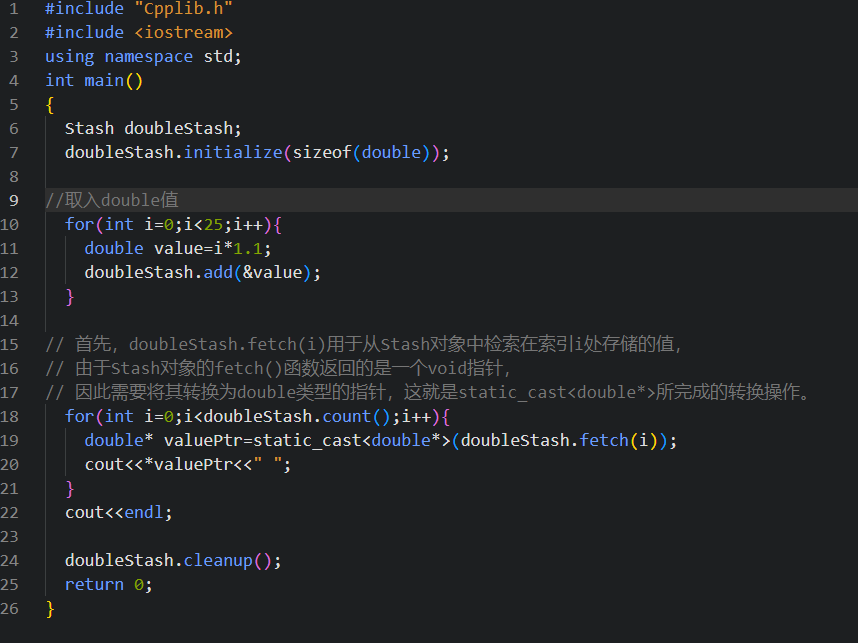 1 #include "Cpplib.h"
2 #include <iostream>
3 using namespace std;
4 int main()
5 {
6 Stash doubleStash;
7 doubleStash.initialize(sizeof(double));
8
9 //取入double值
10 for(int i=0;i<25;i++){
11 double value=i*1.1;
12 doubleStash.add(&value);
13 }
14
15 // 首先，doubleStash.fetch(i)用于从Stash对象中检索在索引i处存储的值，
16 // 由于Stash对象的fetch()函数返回的是一个void指针，
17 // 因此需要将其转换为double类型的指针，这就是static_cast<double*>所完成的转换操作。
18 for(int i=0;i<doubleStash.count();i++){
19 double* valuePtr=static_cast<double*>(doubleStash.fetch(i));
20 cout<<*valuePtr<<" ";
21 }
22 cout<<endl;
23
24 doubleStash.cleanup();
25 return 0;
26 }